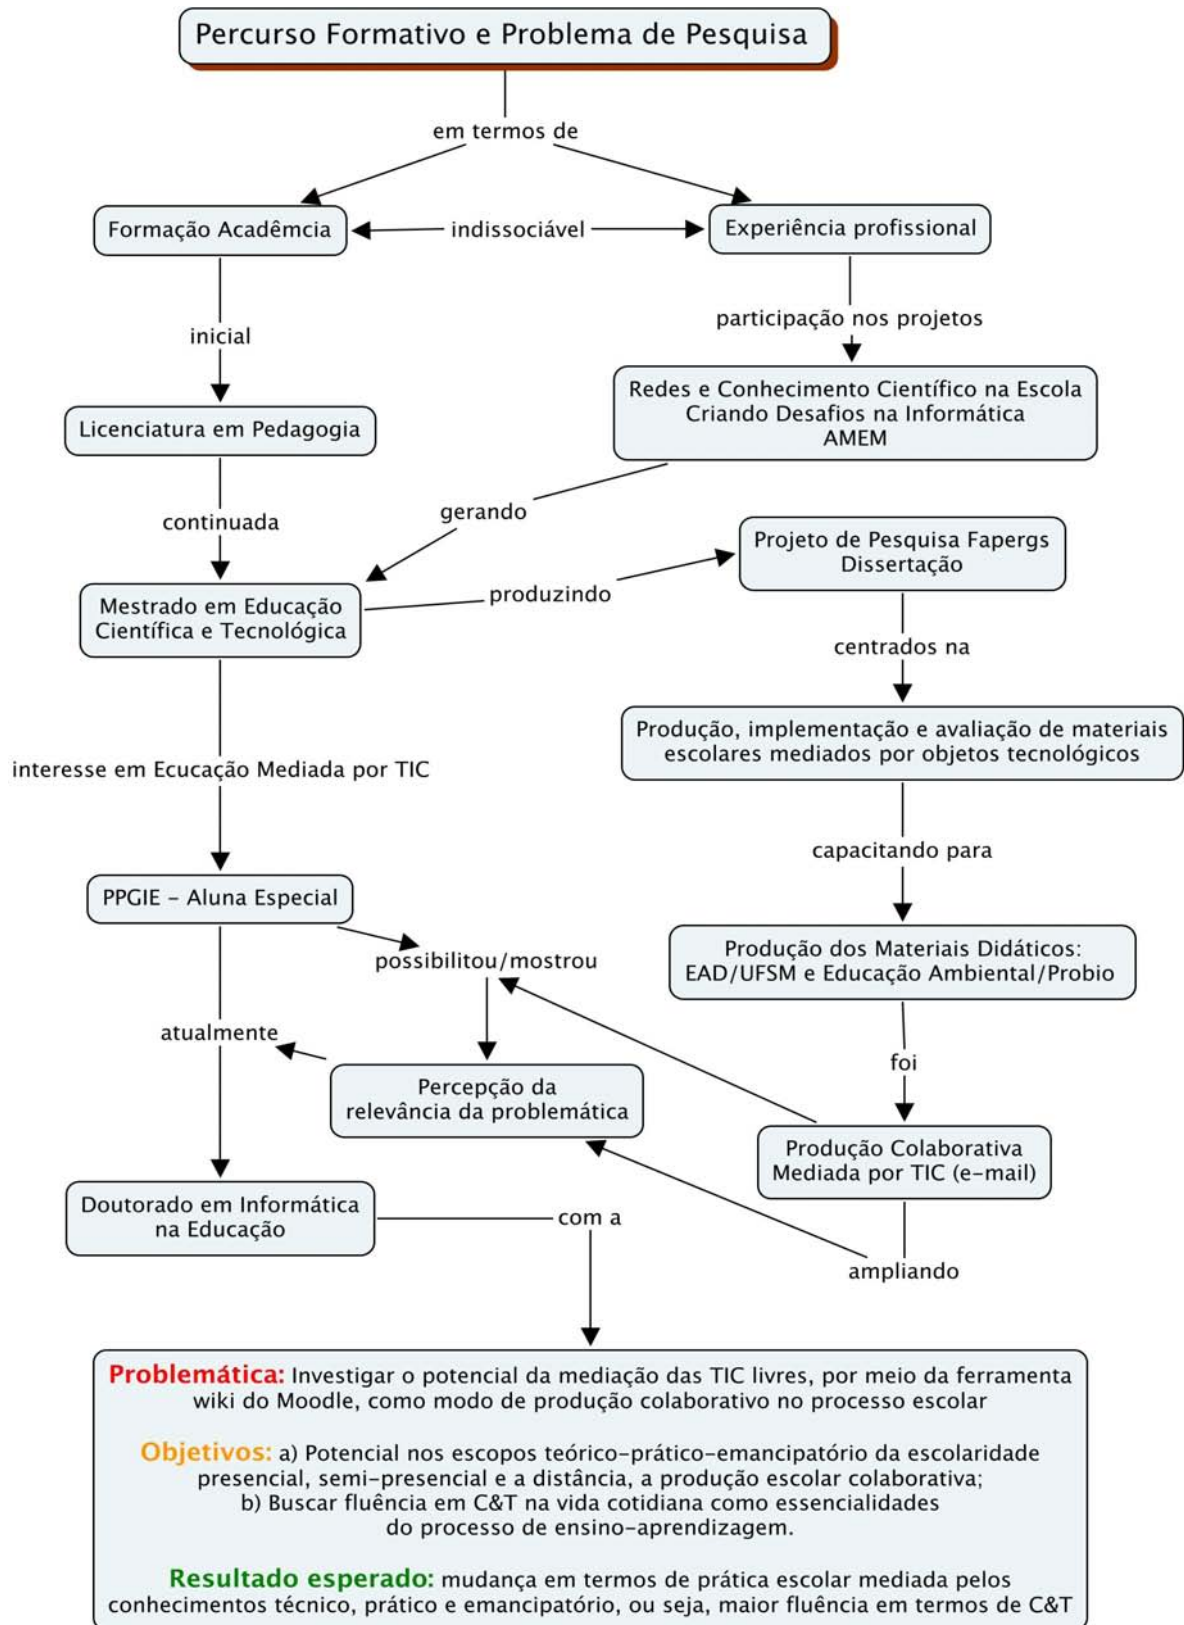 Percurso Formativo e Problema de Pesquisa
em termos de
Formação Acadêmcia
indissociável
Experiência profissional
inicial
participação nos projetos
Licenciatura em Pedagogia
Redes e Conhecimento Científico na Escola
Criando Desafios na Informática
AMEM
continuada
gerando
Mestrado em Educação
Científica e Tecnológica
produzindo
Projeto de Pesquisa Fapergs
Dissertação
centrados na
Produção, implementação e avaliação de materiais
escolares mediados por objetos tecnológicos
interesse em Ecucação Mediada por TIC
capacitando para
PPGIE – Aluna Especial
possibilitou/mostrou
Produção dos Materiais Didáticos:
EAD/UFSM e Educação Ambiental/Probio
atualmente
foi
Percepção da
relevância da problemática
Produção Colaborativa
Mediada por TIC (e-mail)
Doutorado em Informática
na Educação
com a
ampliando
Problemática: Investigar o potencial da mediação das TIC livres, por meio da ferramenta
wiki do Moodle, como modo de produção colaborativo no processo escolar
Objetivos: a) Potencial nos escopos teórico-prático-emancipatório da escolaridade
presencial, semi-presencial e a distância, a produção escolar colaborativa;
b) Buscar fluência em C&T na vida cotidiana como essencialidades
do processo de ensino-aprendizagem.
Resultado esperado: mudança em termos de prática escolar mediada pelos
conhecimentos técnico, prático e emancipatório, ou seja, maior fluência em termos de C&T